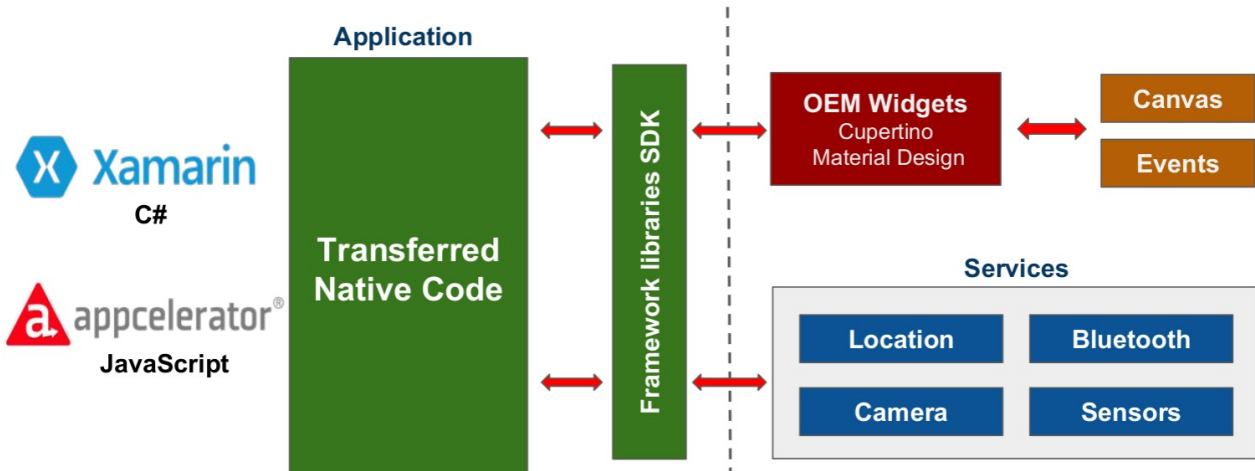 Application
Xamarin
C#
appcelerator®
JavaScript
Transferred
Native Code
Framework libraries SDK
OEM Widgets
Cupertino
Material Design
Canvas
Events
Services
Location
Bluetooth
Camera
Sensors